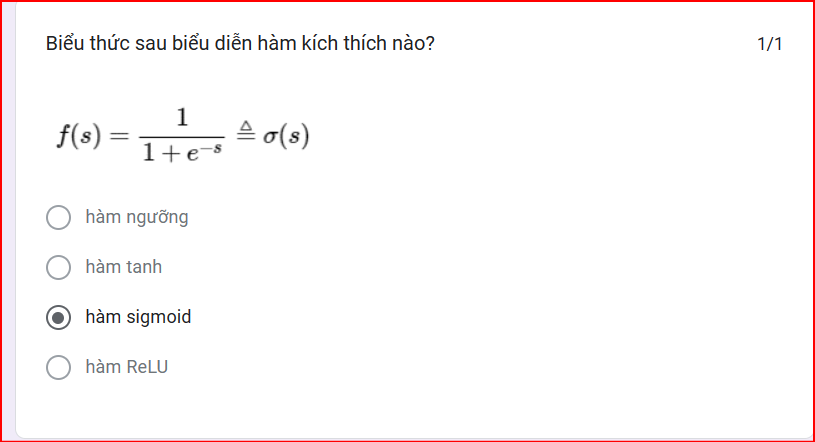 Biểu thức sau biểu diễn hàm kích thích nào? 1/1
f(s) = 1 / (1 + e^{-s}) ≜ σ(s)
hàm ngưỡng
hàm tanh
hàm sigmoid
hàm ReLU